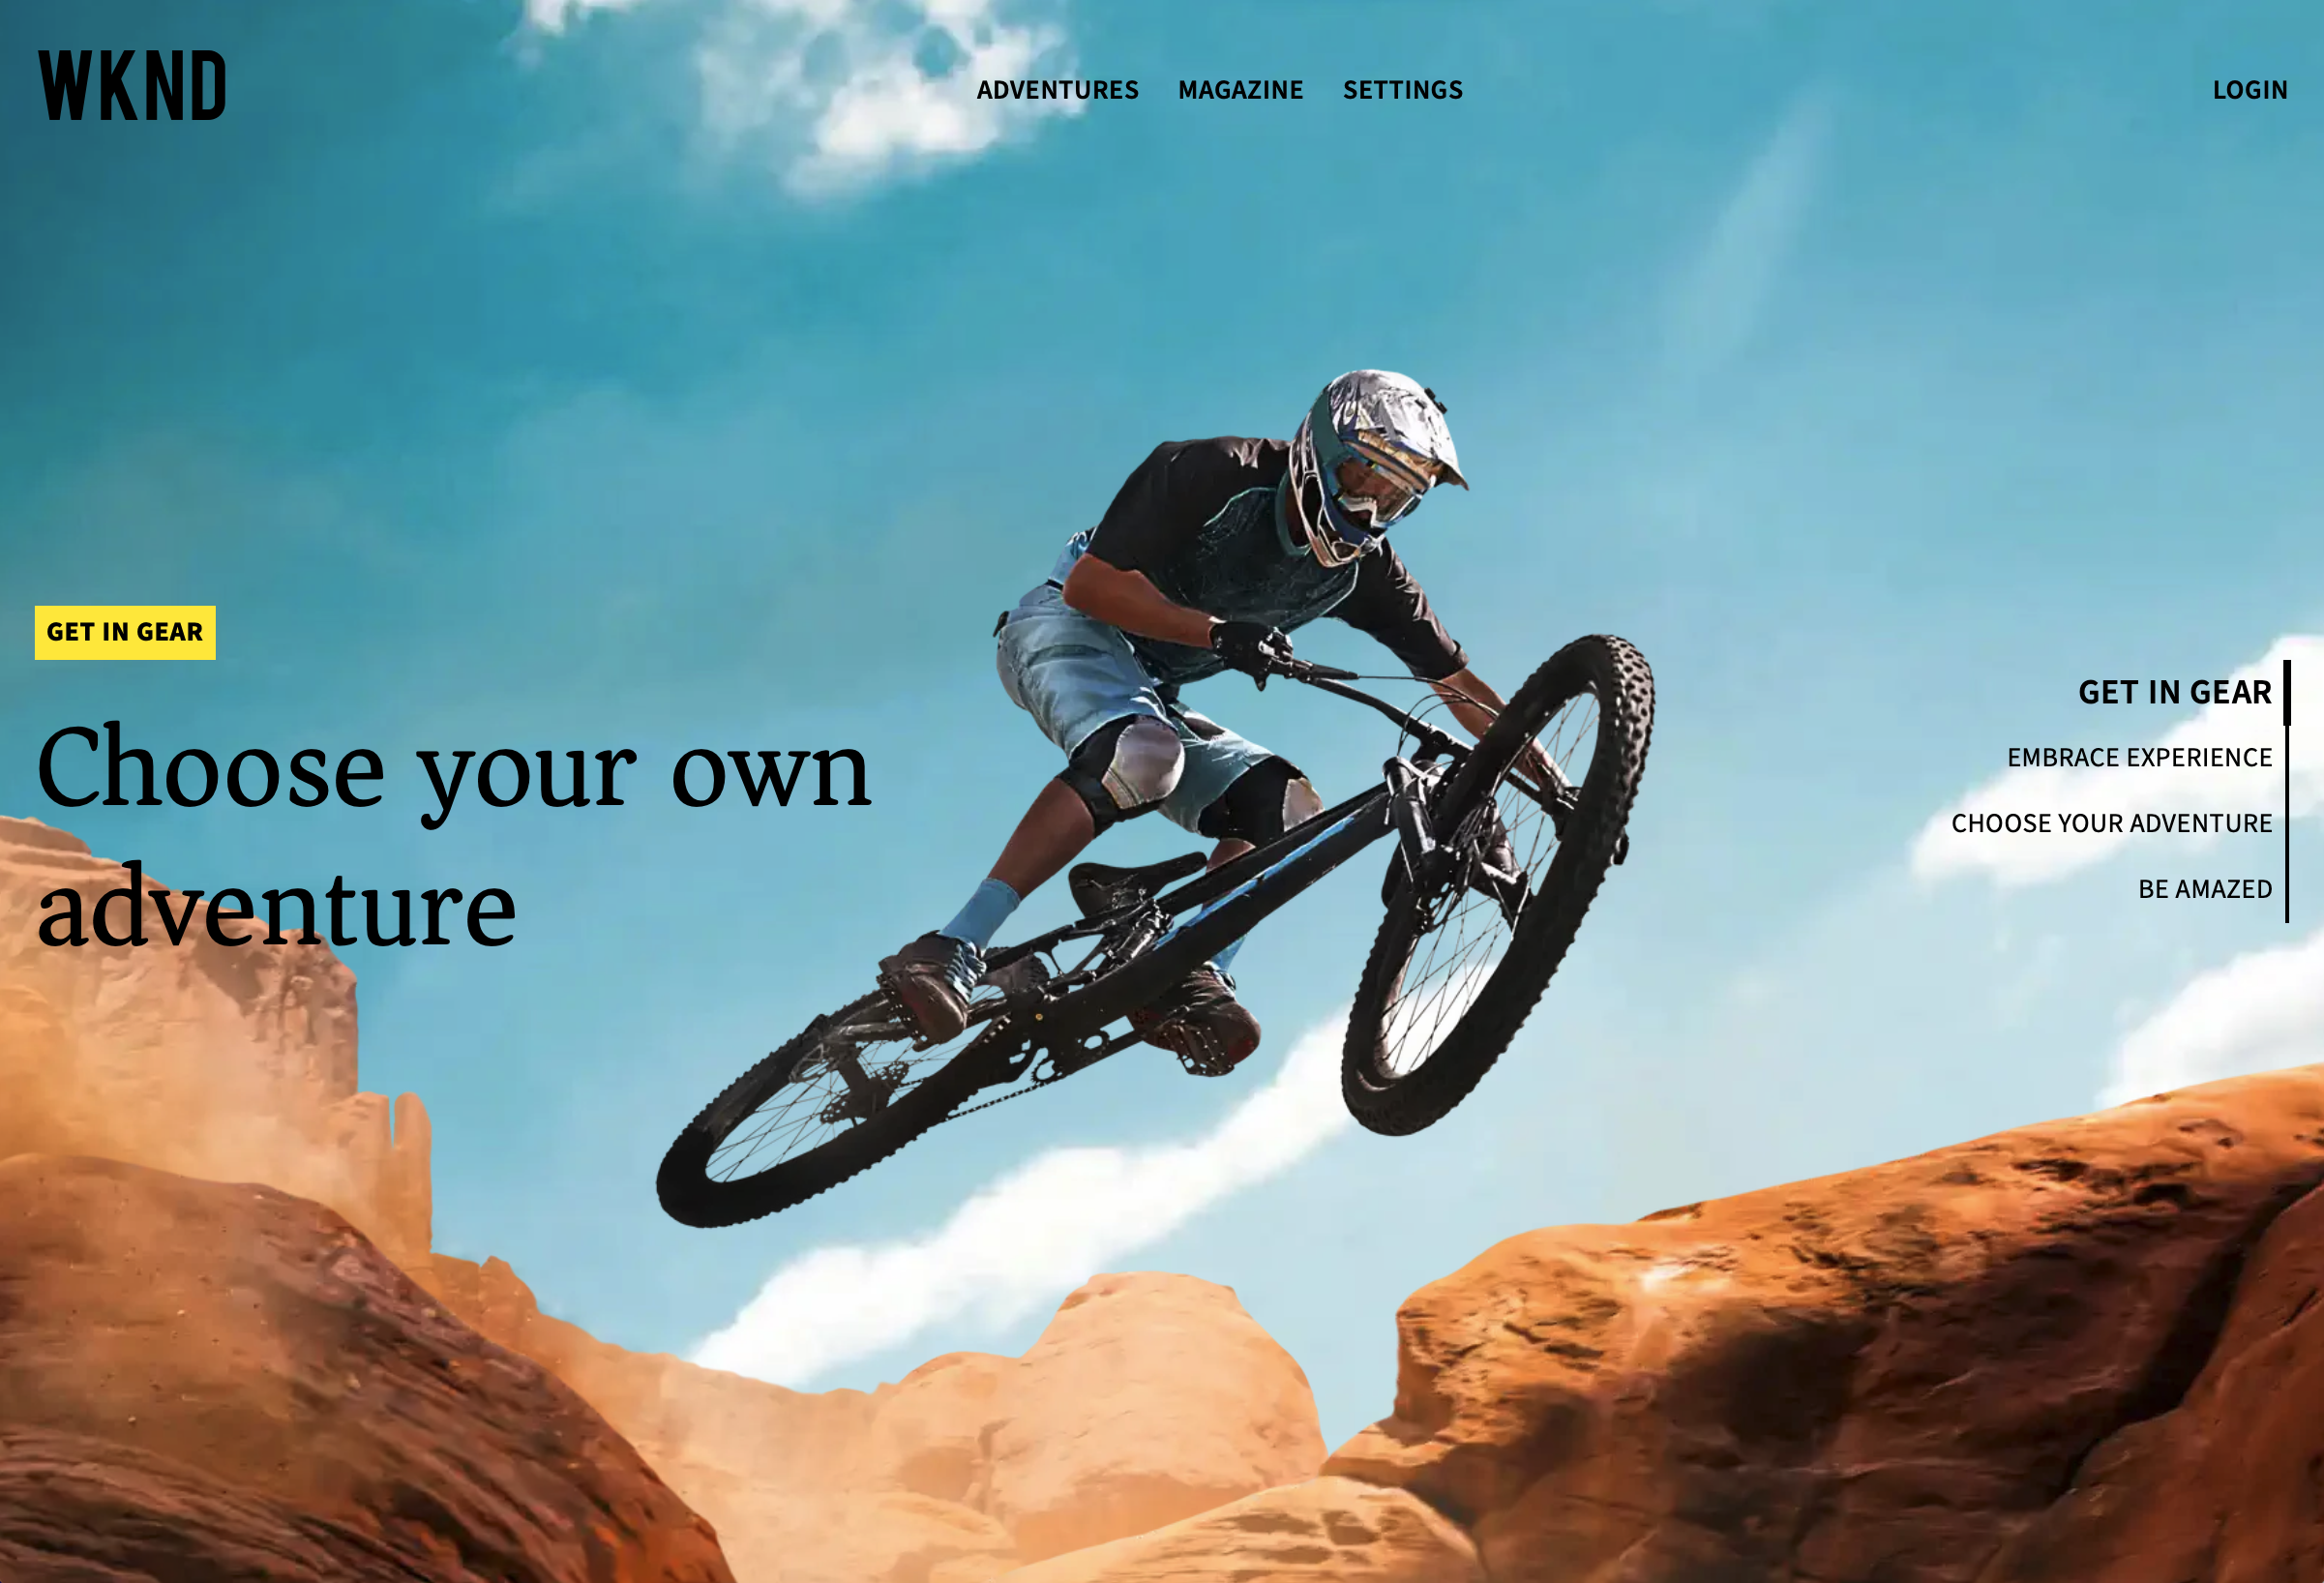 WKND
ADVENTURES
MAGAZINE
SETTINGS
LOGIN
GET IN GEAR
Choose your own
adventure
GET IN GEAR
EMBRACE EXPERIENCE
CHOOSE YOUR ADVENTURE
BE AMAZED